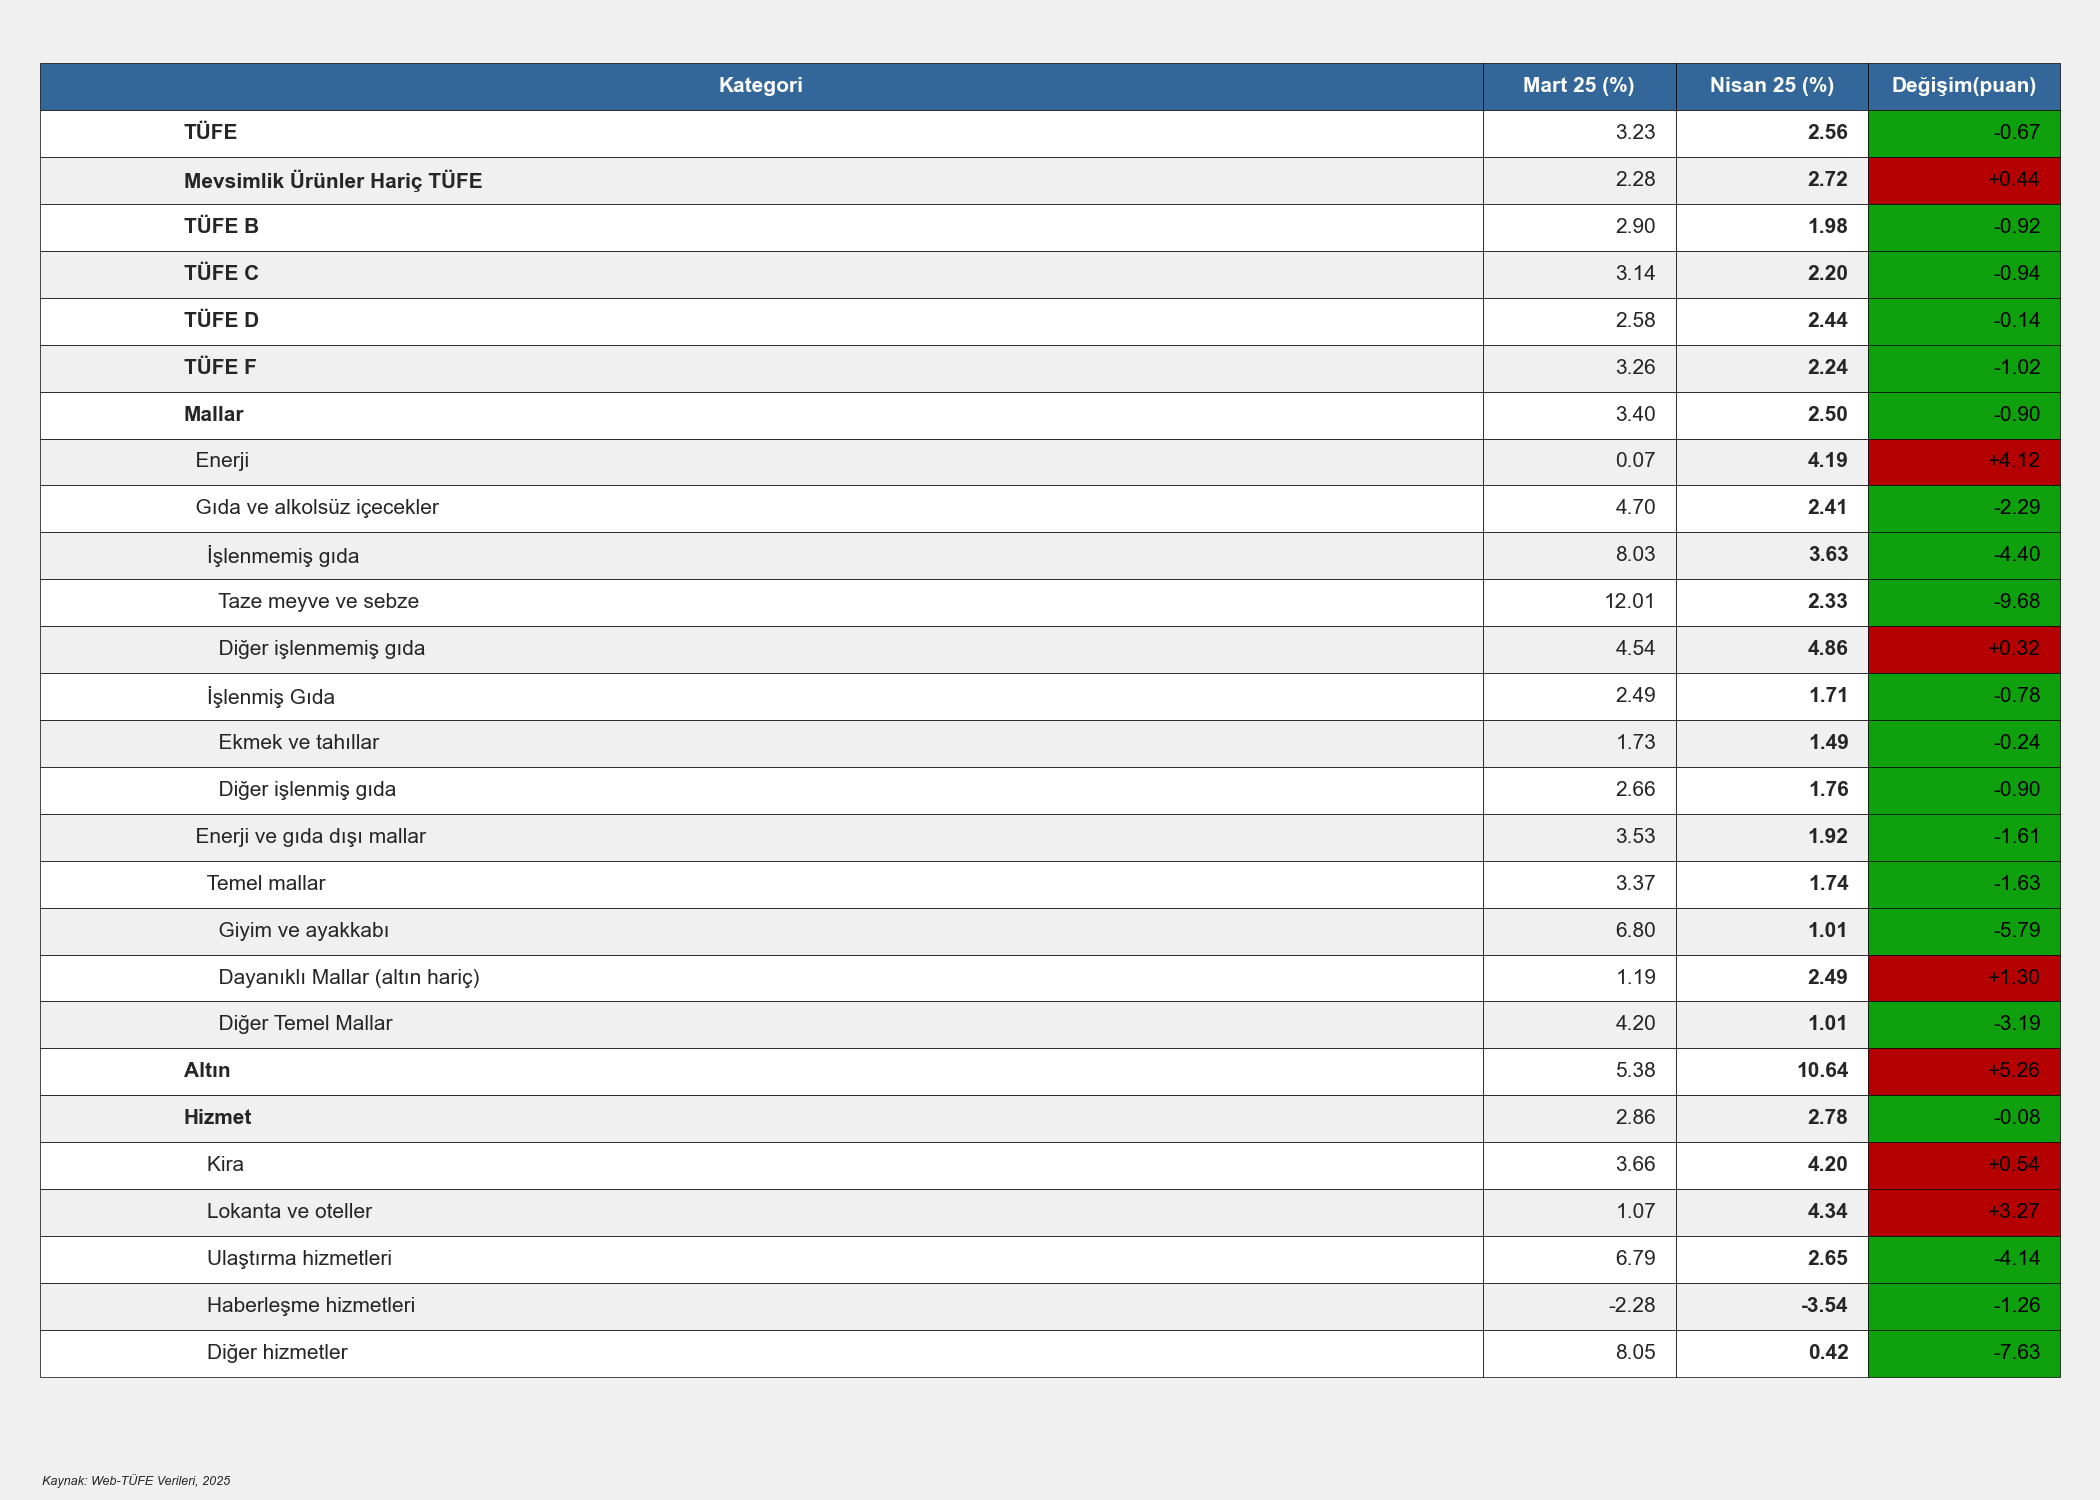 Kategori Mart 25 (%) Nisan 25 (%) Değişim(puan)
TÜFE 3.23 2.56 -0.67
Mevsimlik Ürünler Hariç TÜFE 2.28 2.72 +0.44
TÜFE B 2.90 1.98 -0.92
TÜFE C 3.14 2.20 -0.94
TÜFE D 2.58 2.44 -0.14
TÜFE F 3.26 2.24 -1.02
Mallar 3.40 2.50 -0.90
Enerji 0.07 4.19 +4.12
Gıda ve alkolsüz içecekler 4.70 2.41 -2.29
İşlenmemiş gıda 8.03 3.63 -4.40
Taze meyve ve sebze 12.01 2.33 -9.68
Diğer işlenmemiş gıda 4.54 4.86 +0.32
İşlenmiş Gıda 2.49 1.71 -0.78
Ekmek ve tahıllar 1.73 1.49 -0.24
Diğer işlenmiş gıda 2.66 1.76 -0.90
Enerji ve gıda dışı mallar 3.53 1.92 -1.61
Temel mallar 3.37 1.74 -1.63
Giyim ve ayakkabı 6.80 1.01 -5.79
Dayanıklı Mallar (altın hariç) 1.19 2.49 +1.30
Diğer Temel Mallar 4.20 1.01 -3.19
Altın 5.38 10.64 +5.26
Hizmet 2.86 2.78 -0.08
Kira 3.66 4.20 +0.54
Lokanta ve oteller 1.07 4.34 +3.27
Ulaştırma hizmetleri 6.79 2.65 -4.14
Haberleşme hizmetleri -2.28 -3.54 -1.26
Diğer hizmetler 8.05 0.42 -7.63
Kaynak: Web-TÜFE Verileri, 2025